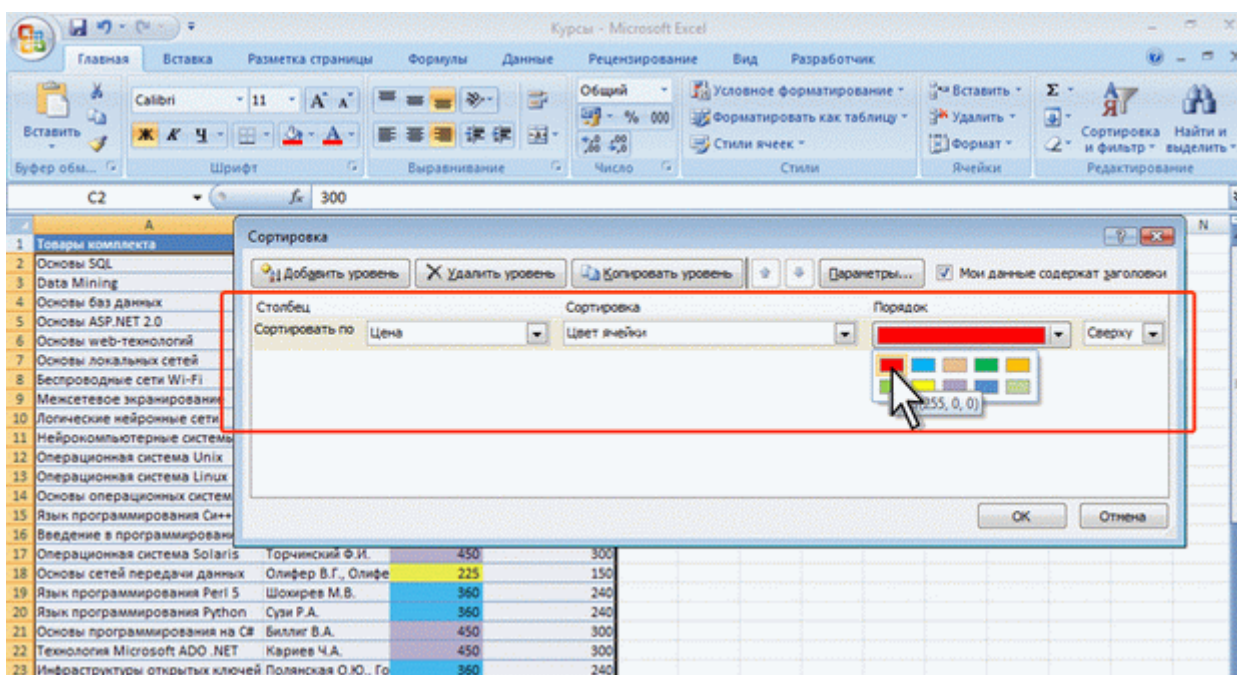 Курсы - Microsoft Excel
Главная Вставка Разметка страницы Формулы Данные Рецензирование Вид Разработчик
Вставить
Calibri 11
Ж К Ч
Общий
% 000
Условное форматирование
Форматировать как таблицу
Стили ячеек
Вставить
Удалить
Формат
Сортировка и фильтр
Найти и выделить
Буфер обм... Шрифт Выравнивание Число Стили Ячейки Редактирование
C2 fx 300
A N
1 Товары комплекта
2 Основы SQL
3 Data Mining
4 Основы баз данных
5 Основы ASP.NET 2.0
6 Основы web-технологий
7 Основы локальных сетей
8 Беспроводные сети Wi-Fi
9 Межсетевое экранирование
10 Логические нейронные сети
11 Нейрокомпьютерные системы
12 Операционная система Unix
13 Операционная система Linux
14 Основы операционных систем
15 Язык программирования Си++
16 Введение в программировани
Сортировка
Добавить уровень Удалить уровень Копировать уровень Параметры... Мои данные содержат заголовки
Столбец Сортировка Порядок
Сортировать по Цена Цвет ячейки Сверху
255, 0, 0)
ОК Отмена
17 Операционная система Solaris Торчинский Ф.И. 450 300
18 Основы сетей передачи данных Олифер В.Г., Олифе 225 150
19 Язык программирования Perl 5 Шохирев М.В. 360 240
20 Язык программирования Python Сузи Р.А. 360 240
21 Основы программирования на C# Биллиг В.А. 450 300
22 Технология Microsoft ADO .NET Кариев Ч.А. 450 300
23 Инфраструктуры открытых ключей Полянская О.Ю., Го 360 240